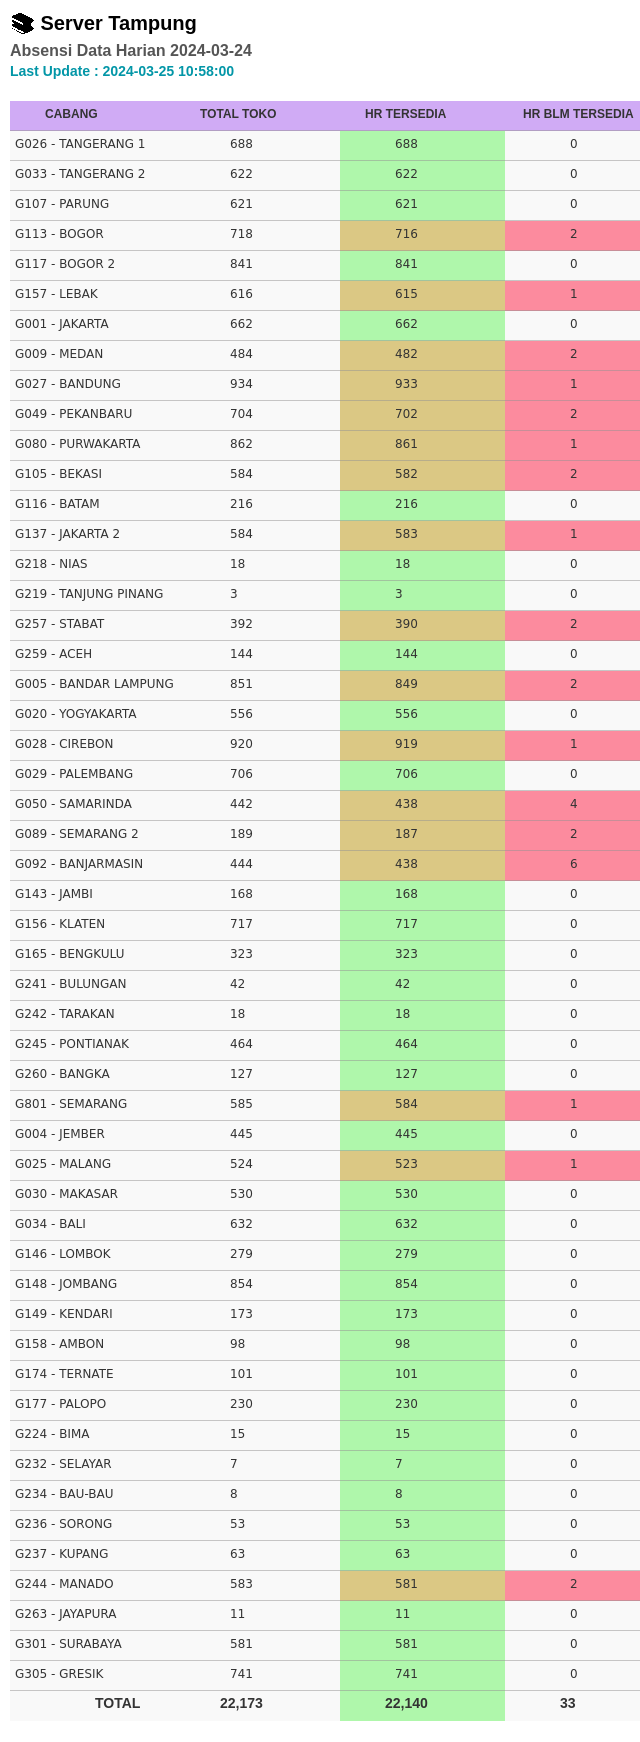 Server Tampung
Absensi Data Harian 2024-03-24
Last Update : 2024-03-25 10:58:00
CABANG TOTAL TOKO HR TERSEDIA HR BLM TERSEDIA
G026 - TANGERANG 1 688 688 0
G033 - TANGERANG 2 622 622 0
G107 - PARUNG 621 621 0
G113 - BOGOR 718 716 2
G117 - BOGOR 2 841 841 0
G157 - LEBAK 616 615 1
G001 - JAKARTA 662 662 0
G009 - MEDAN 484 482 2
G027 - BANDUNG 934 933 1
G049 - PEKANBARU 704 702 2
G080 - PURWAKARTA 862 861 1
G105 - BEKASI 584 582 2
G116 - BATAM 216 216 0
G137 - JAKARTA 2 584 583 1
G218 - NIAS 18 18 0
G219 - TANJUNG PINANG 3 3 0
G257 - STABAT 392 390 2
G259 - ACEH 144 144 0
G005 - BANDAR LAMPUNG 851 849 2
G020 - YOGYAKARTA 556 556 0
G028 - CIREBON 920 919 1
G029 - PALEMBANG 706 706 0
G050 - SAMARINDA 442 438 4
G089 - SEMARANG 2 189 187 2
G092 - BANJARMASIN 444 438 6
G143 - JAMBI 168 168 0
G156 - KLATEN 717 717 0
G165 - BENGKULU 323 323 0
G241 - BULUNGAN 42 42 0
G242 - TARAKAN 18 18 0
G245 - PONTIANAK 464 464 0
G260 - BANGKA 127 127 0
G801 - SEMARANG 585 584 1
G004 - JEMBER 445 445 0
G025 - MALANG 524 523 1
G030 - MAKASAR 530 530 0
G034 - BALI 632 632 0
G146 - LOMBOK 279 279 0
G148 - JOMBANG 854 854 0
G149 - KENDARI 173 173 0
G158 - AMBON 98 98 0
G174 - TERNATE 101 101 0
G177 - PALOPO 230 230 0
G224 - BIMA 15 15 0
G232 - SELAYAR 7 7 0
G234 - BAU-BAU 8 8 0
G236 - SORONG 53 53 0
G237 - KUPANG 63 63 0
G244 - MANADO 583 581 2
G263 - JAYAPURA 11 11 0
G301 - SURABAYA 581 581 0
G305 - GRESIK 741 741 0
TOTAL 22,173 22,140 33